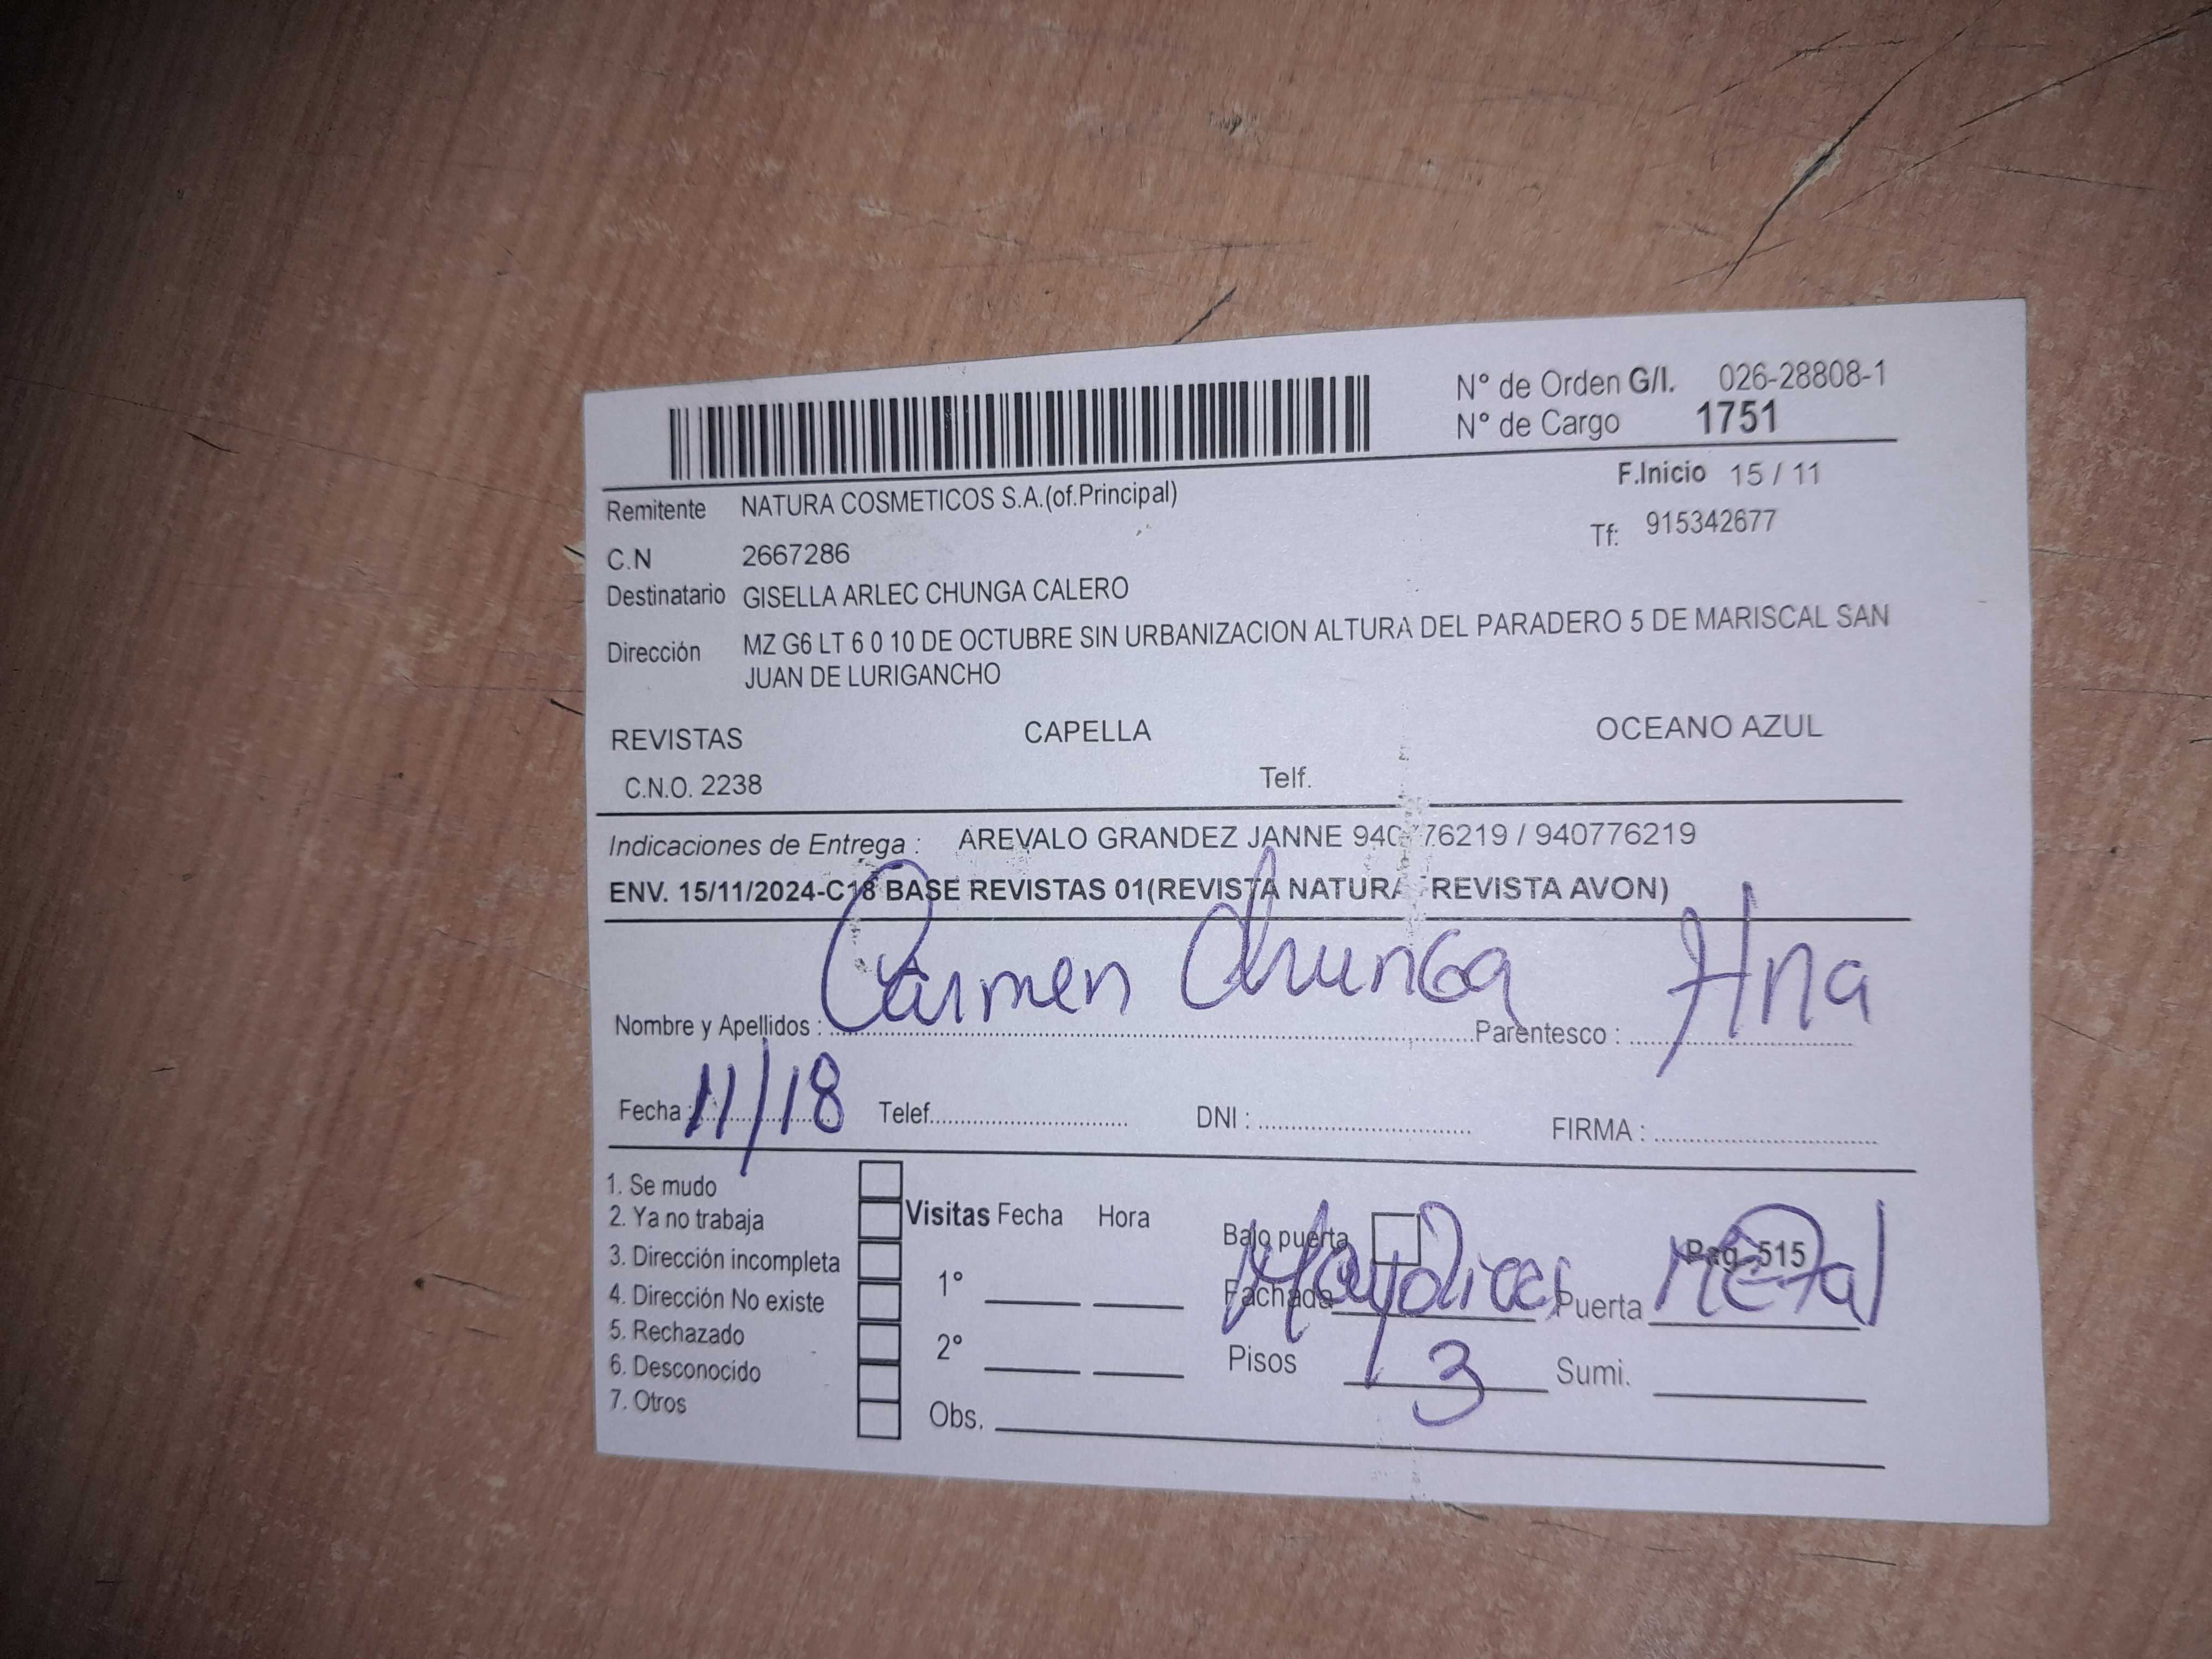 N° de Orden G/I. 026-28808-1
N° de Cargo 1751
F.Inicio 15 / 11
Remitente NATURA COSMETICOS S.A.(of.Principal)
Tf: 915342677
C.N 2667286
Destinatario GISELLA ARLEC CHUNGA CALERO
Dirección MZ G6 LT 6 0 10 DE OCTUBRE SIN URBANIZACION ALTURA DEL PARADERO 5 DE MARISCAL SAN
JUAN DE LURIGANCHO
REVISTAS CAPELLA OCEANO AZUL
C.N.O. 2238 Telf.
Indicaciones de Entrega : AREVALO GRANDEZ JANNE 940776219 / 940776219
ENV. 15/11/2024-C18 BASE REVISTAS 01(REVISTA NATURA REVISTA AVON)
Nombre y Apellidos : Carmen Chunga Parentesco : Hna
Fecha : 11/18 Telef. DNI : FIRMA :
1. Se mudo
2. Ya no trabaja
3. Dirección incompleta
4. Dirección No existe
5. Rechazado
6. Desconocido
7. Otros
Visitas Fecha Hora
1°
2°
Obs.
Bajo puerta Pag. 515
Fachada Puerta Metal
Pisos 3 Sumi.